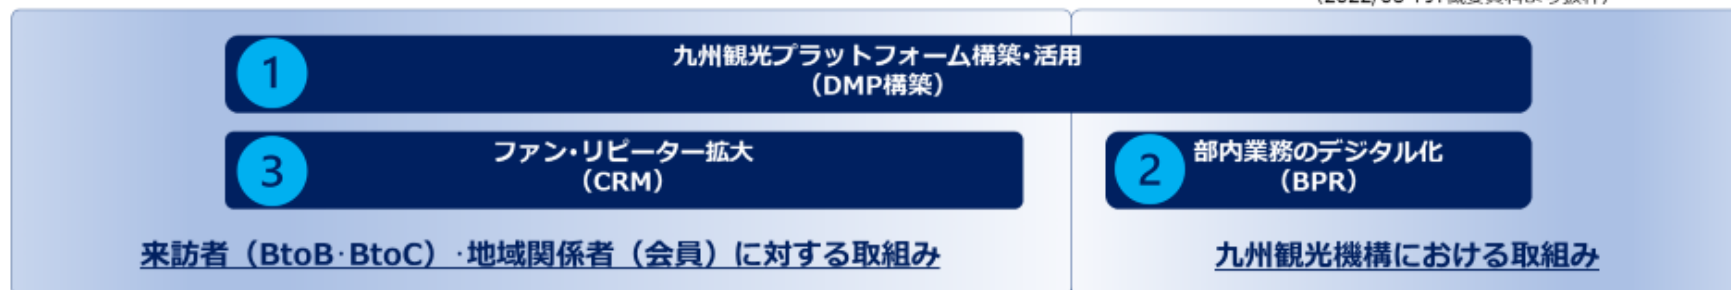 1
九州観光プラットフォーム構築・活用
（DMP構築）
3
ファン・リピーター拡大
（CRM）
2
部内業務のデジタル化
（BPR）
来訪者（BtoB・BtoC）・地域関係者（会員）に対する取組み
九州観光機構における取組み